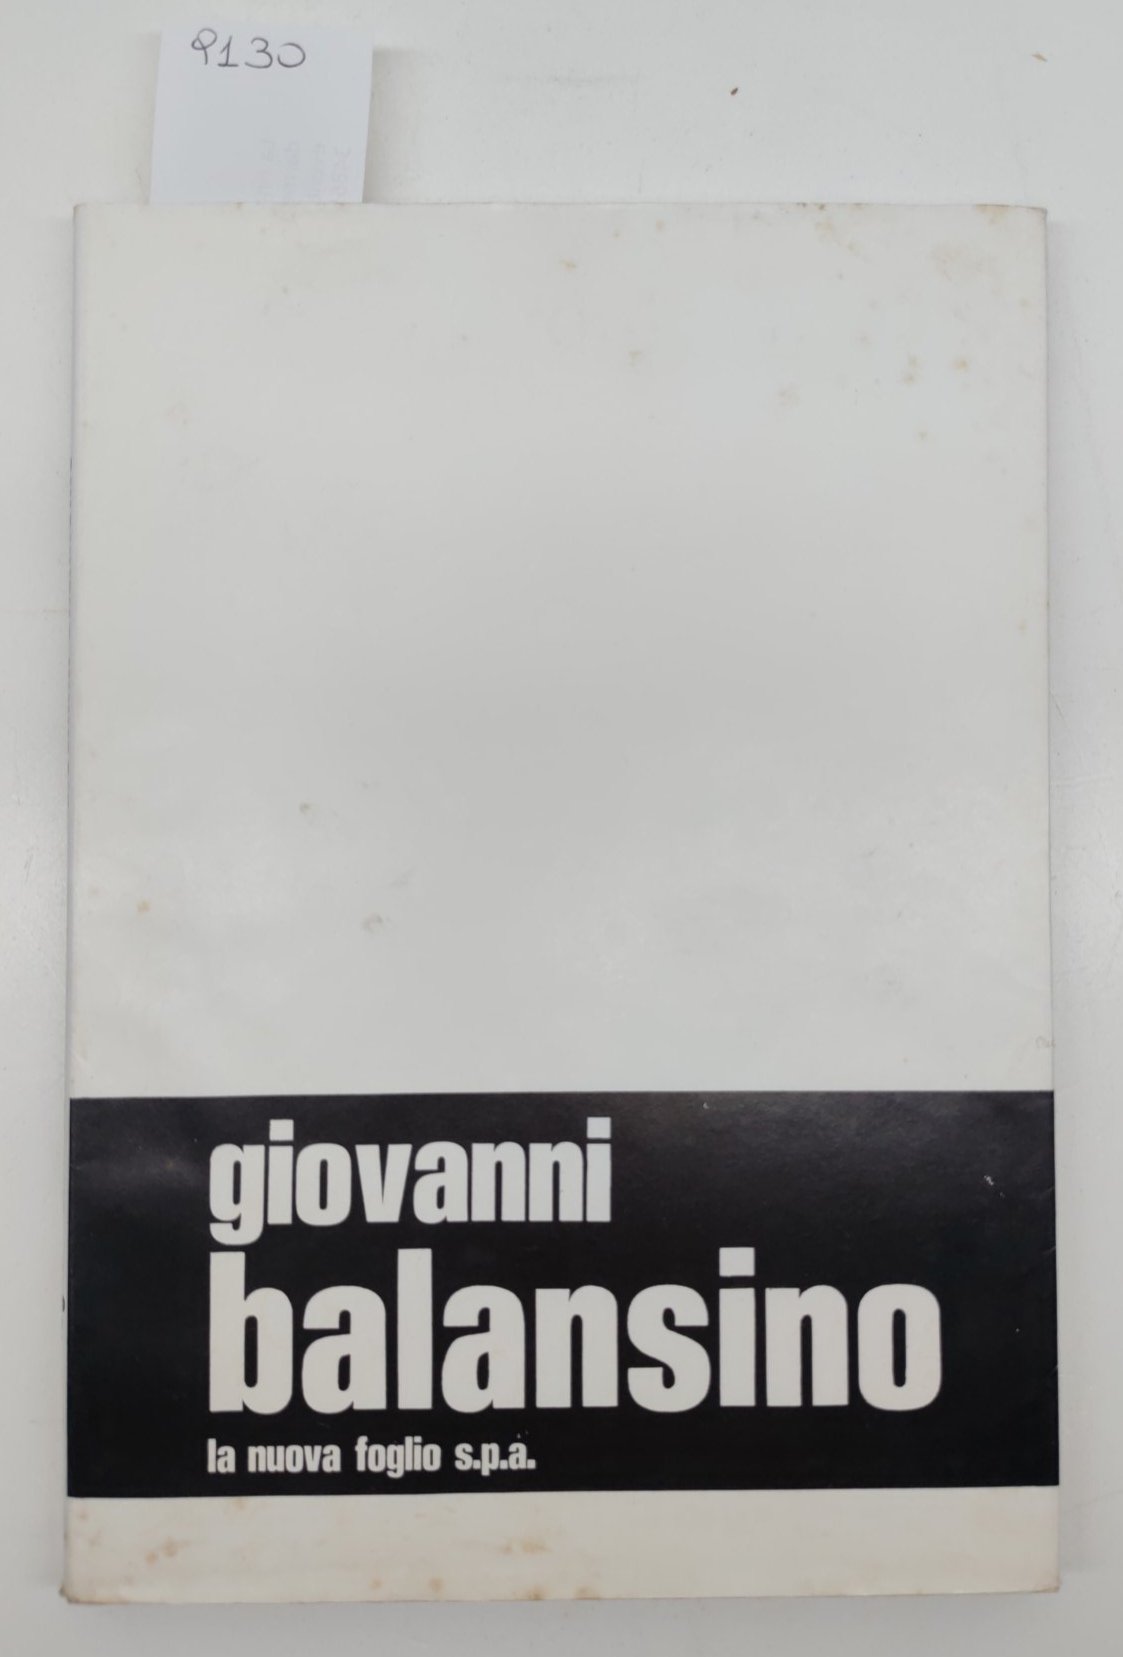 9130
giovanni
balansino
la nuova foglio s.p.a.